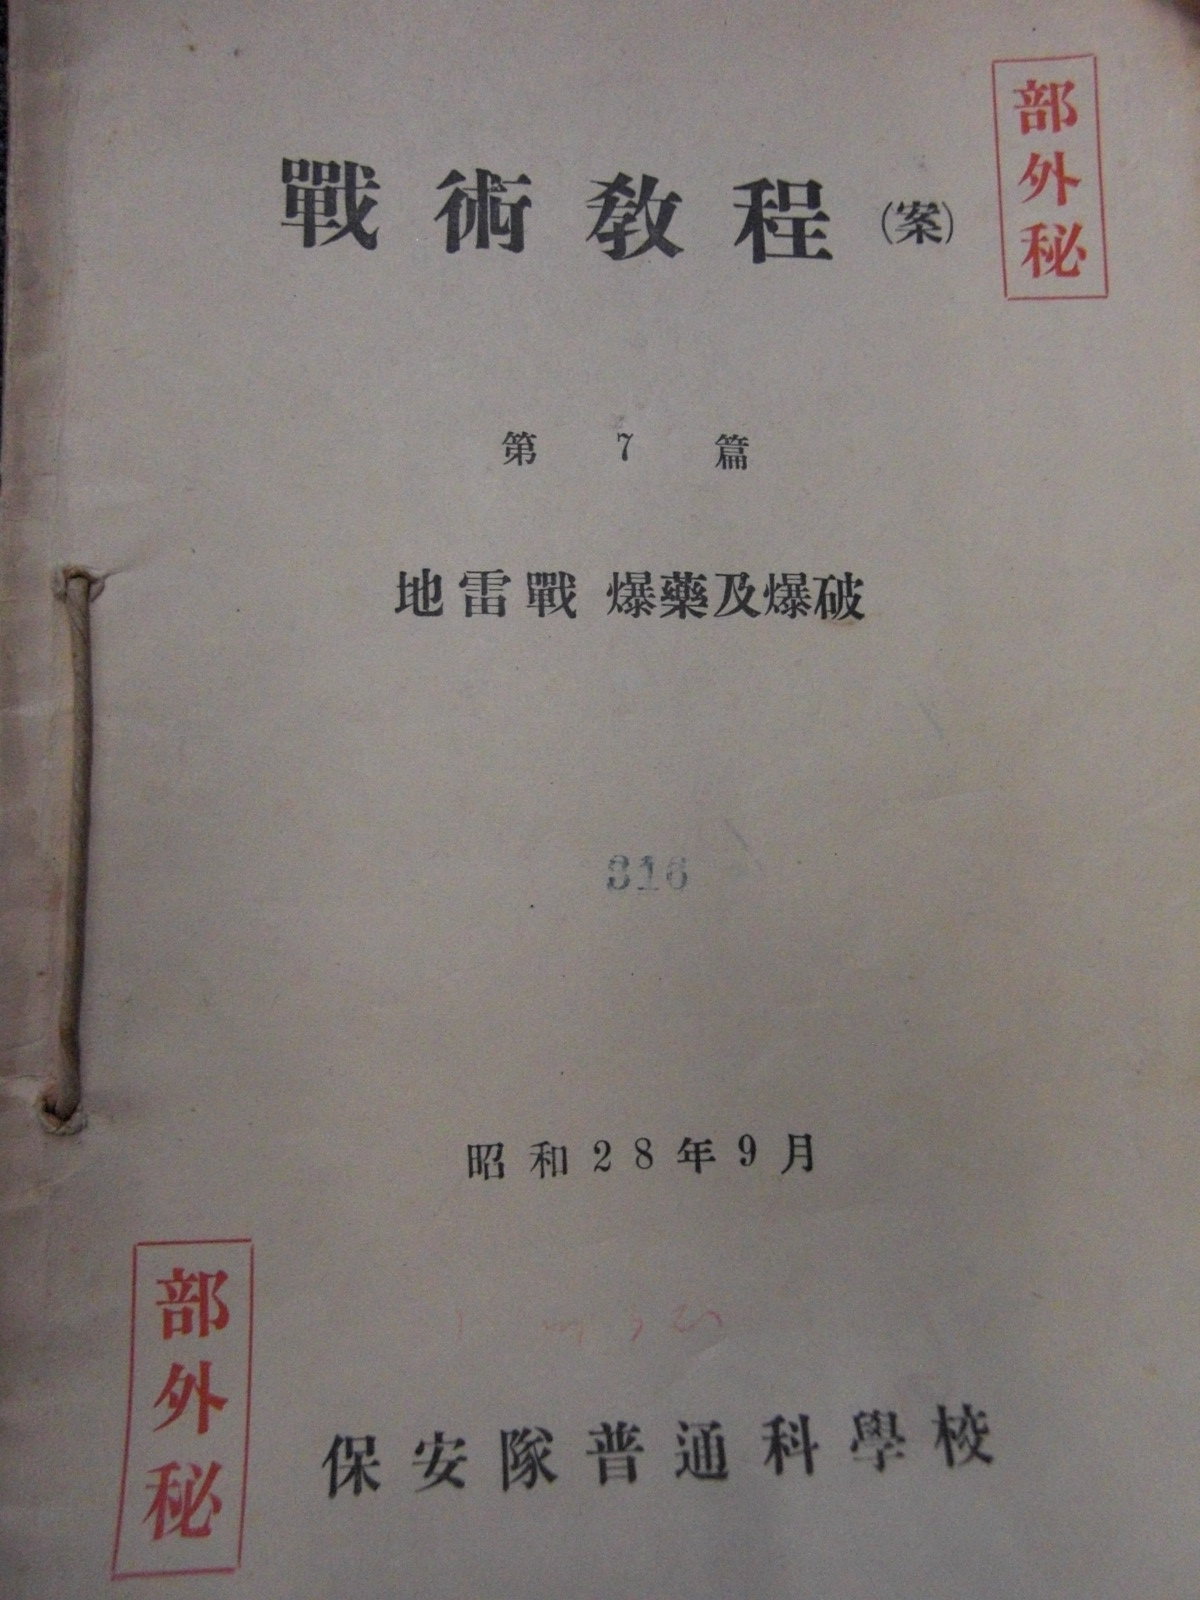 部外秘
戰術教程(案)
第7篇
地雷戰 爆藥及爆破
316
昭和28年9月
部外秘
保安隊普通科學校